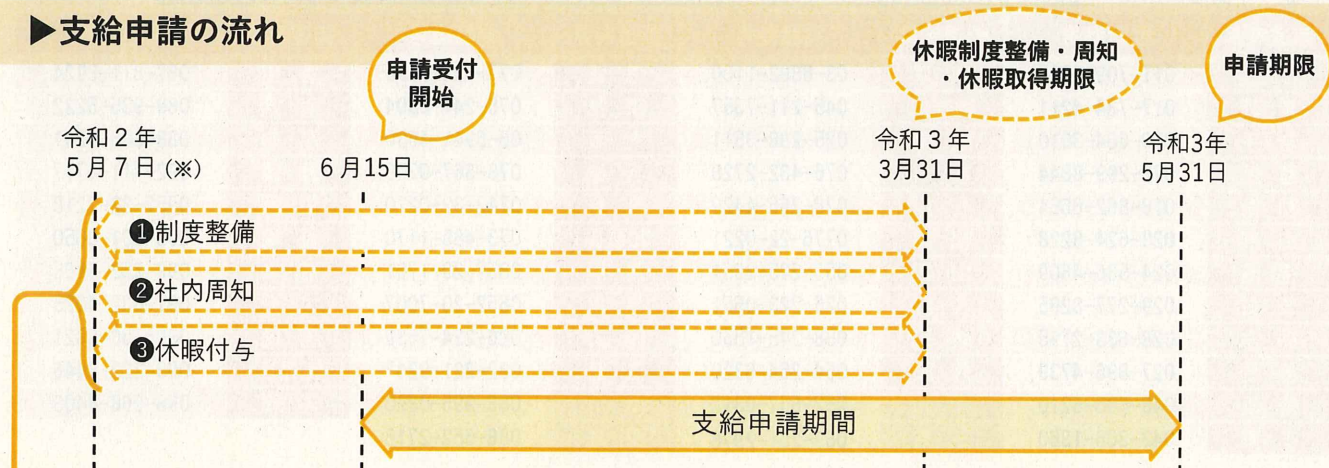 ▶支給申請の流れ
申請受付
開始
休暇制度整備・周知
・休暇取得期限
申請期限
令和2年
5月7日(※)
6月15日
令和3年
3月31日
令和3年
5月31日
❶制度整備
❷社内周知
❸休暇付与
支給申請期間